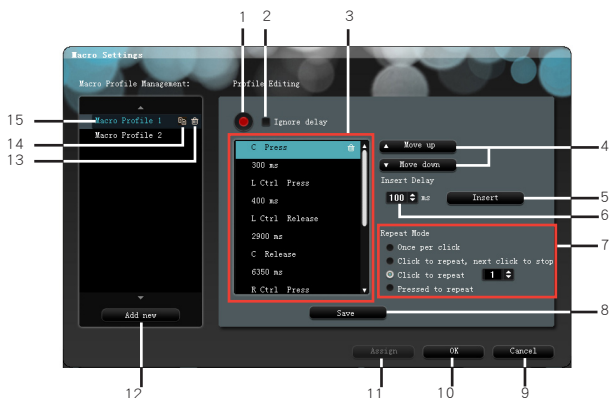 1
2
3
Macro Settings
Macro Profile Management:
Profile Editing
15
Macro Profile 1
14
Macro Profile 2
13
Ignore delay
C Press
300 ms
L Ctrl Press
400 ms
L Ctrl Release
2900 ms
C Release
6350 ms
R Ctrl Press
Move up
4
Move down
Insert Delay
100 ms
Insert
5
6
Repeat Mode
7
Once per click
Click to repeat, next click to stop
Click to repeat 1
Pressed to repeat
Add new
Save
8
Assign
OK
Cancel
12
11
10
9